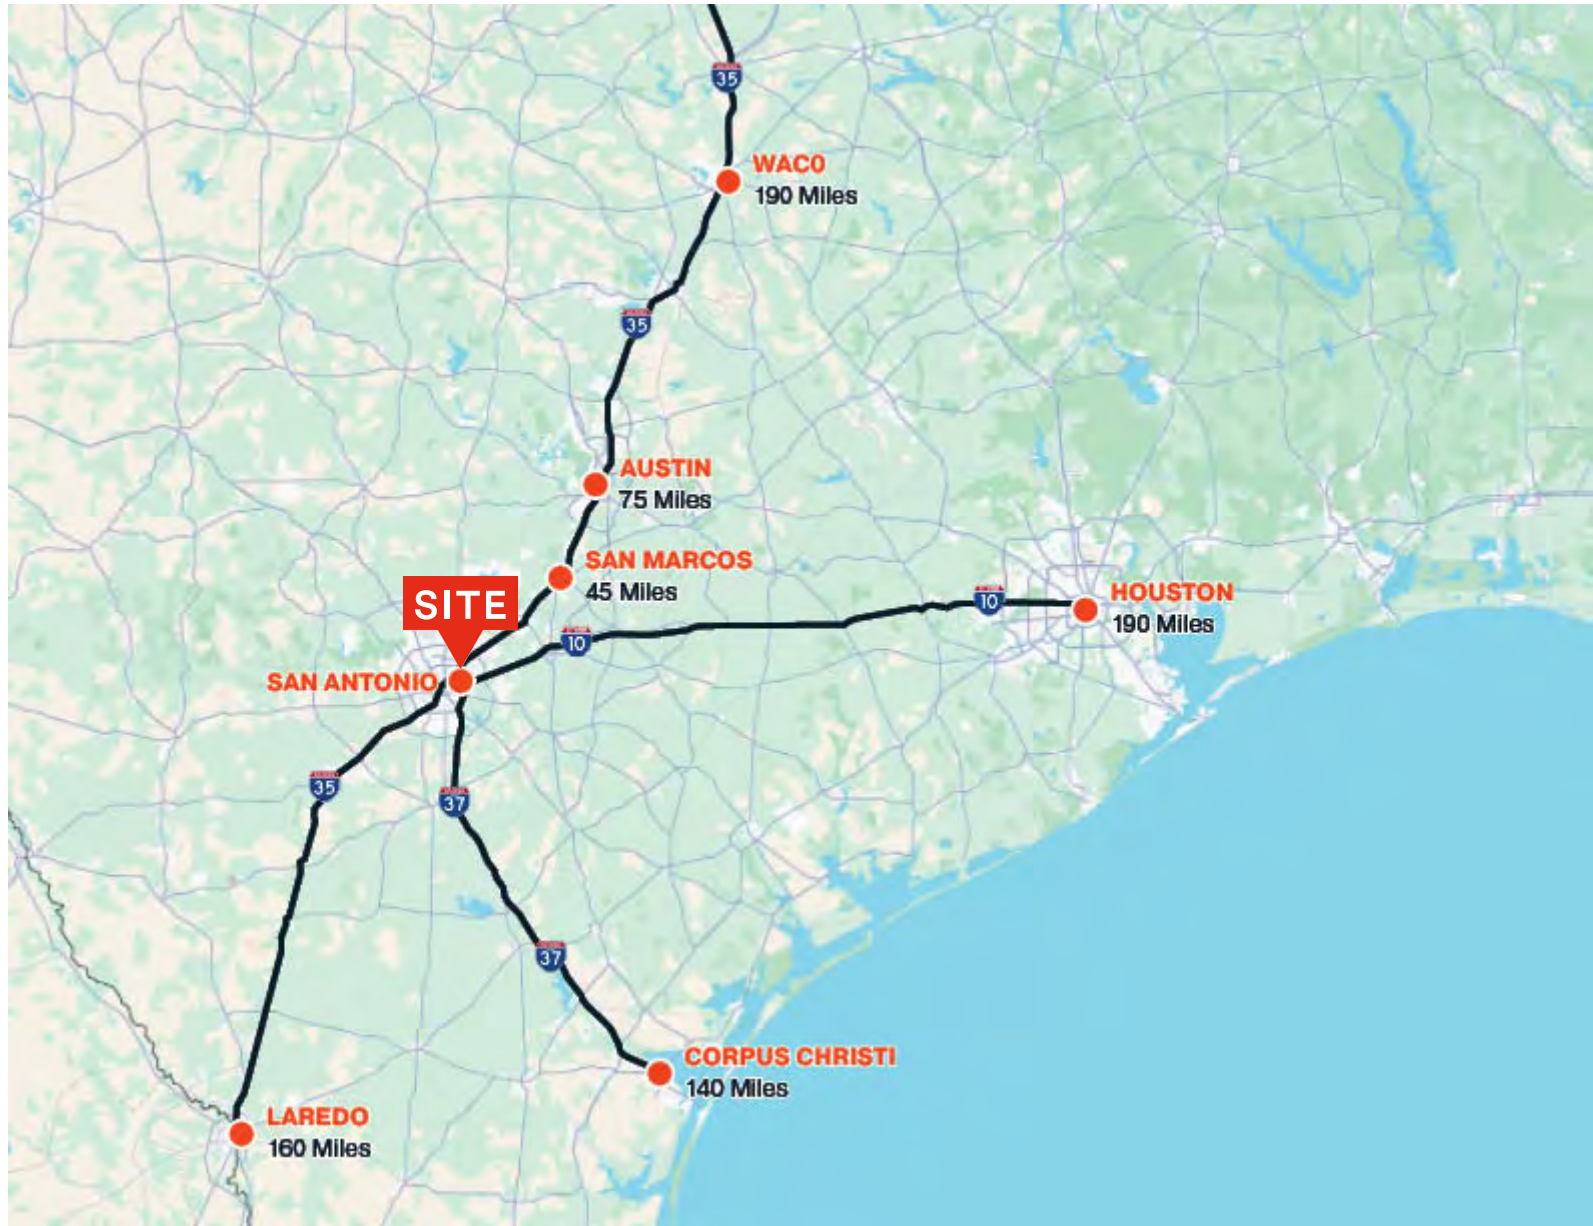 35
WACO
190 Miles
35
AUSTIN
75 Miles
SAN MARCOS
45 Miles
SITE
10
HOUSTON
190 Miles
10
SAN ANTONIO
35
37
37
CORPUS CHRISTI
140 Miles
LAREDO
160 Miles